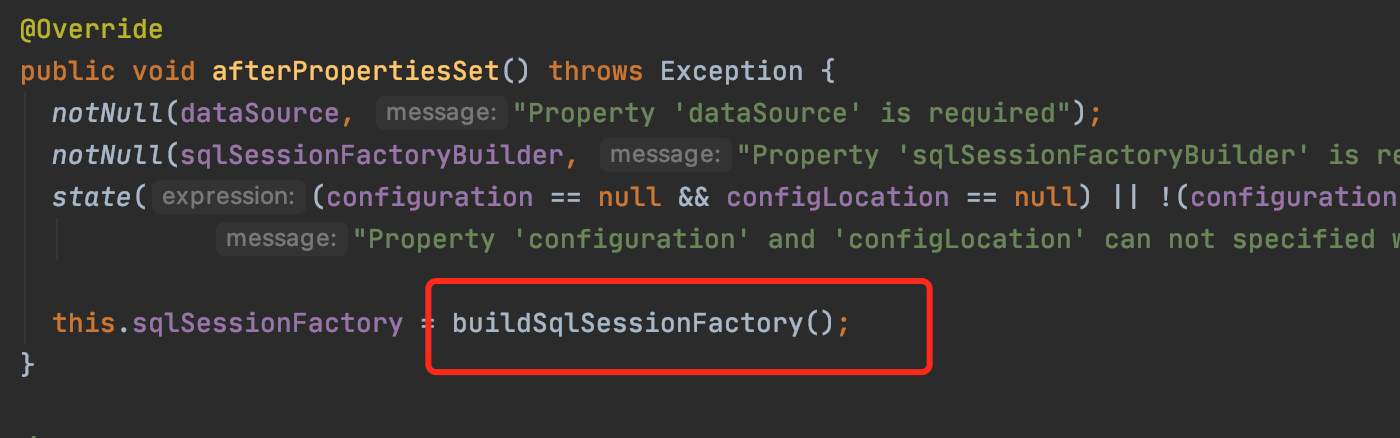 @Override
public void afterPropertiesSet() throws Exception {
notNull(dataSource, message: "Property 'dataSource' is required");
notNull(sqlSessionFactoryBuilder, message: "Property 'sqlSessionFactoryBuilder' is re
state( expression: (configuration == null && configLocation == null) || !(configuration
message: "Property 'configuration' and 'configLocation' can not specified w
this.sqlSessionFactory = buildSqlSessionFactory();
}